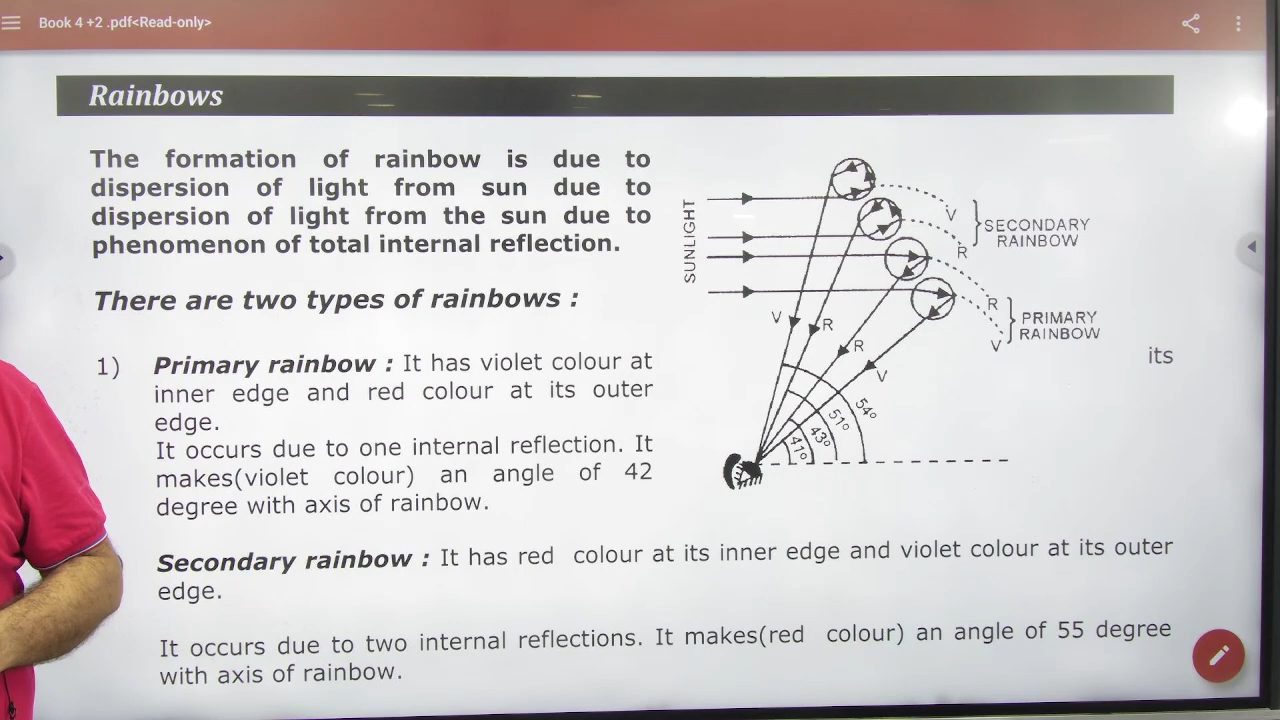 Book 4 +2 .pdf<Read-only>
Rainbows
The formation of rainbow is due to
dispersion of light from sun due to
dispersion of light from the sun due to
phenomenon of total internal reflection.
There are two types of rainbows :
1) Primary rainbow : It has violet colour at
inner edge and red colour at its outer
edge.
It occurs due to one internal reflection. It
makes(violet colour) an angle of 42
degree with axis of rainbow.
SUNLIGHT
V
R
SECONDARY
RAINBOW
R
V
PRIMARY
RAINBOW
V
R
R
V
54°
51°
43°
41°
its
Secondary rainbow : It has red colour at its inner edge and violet colour at its outer
edge.
It occurs due to two internal reflections. It makes(red colour) an angle of 55 degree
with axis of rainbow.